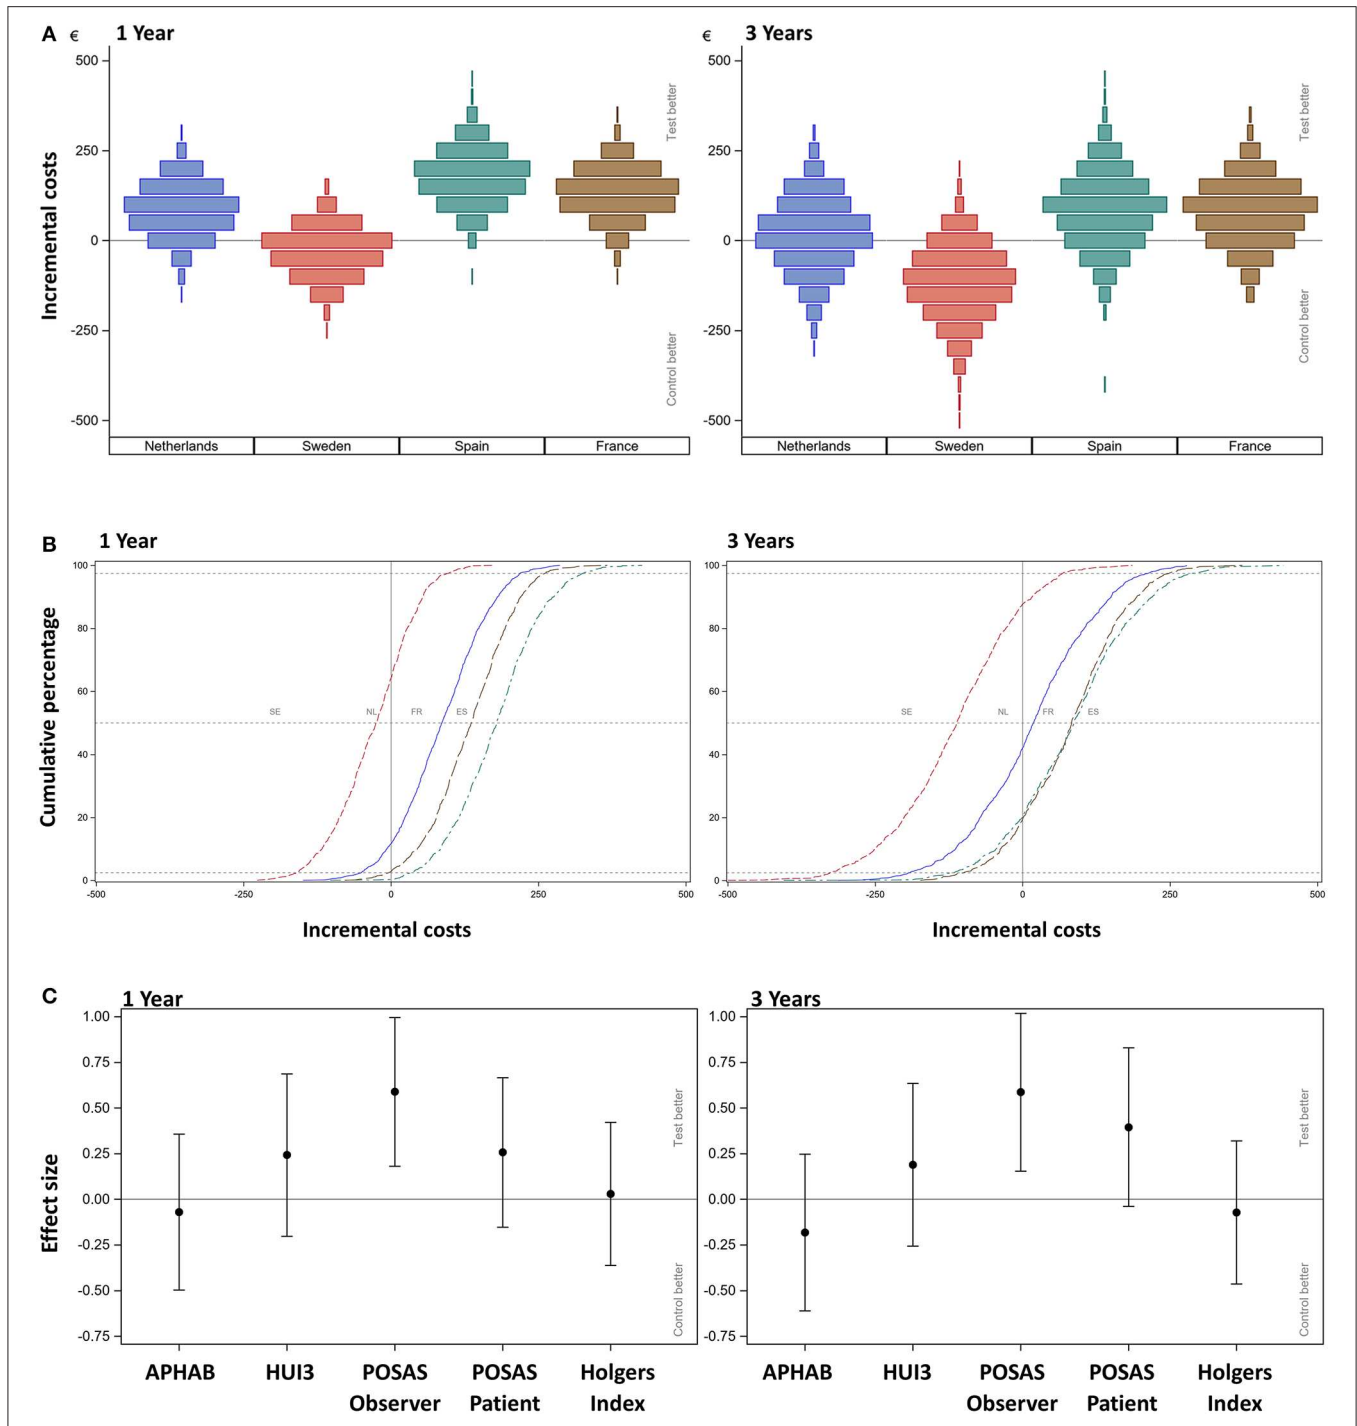 A € 1 Year
500
250
0
-250
-500
Incremental costs
Test better
Control better
Netherlands Sweden Spain France
€ 3 Years
500
250
0
-250
-500
Test better
Control better
Netherlands Sweden Spain France
B 1 Year
100
80
60
40
20
0
Cumulative percentage
SE NL FR ES
-500 -250 0 250 500
Incremental costs
3 Years
100
80
60
40
20
0
SE NL FR ES
-500 -250 0 250 500
Incremental costs
C 1 Year
1.00
0.75
0.50
0.25
0.00
-0.25
-0.50
-0.75
Effect size
Test better
Control better
APHAB HUI3 POSAS POSAS Holgers
Observer Patient Index
3 Years
1.00
0.75
0.50
0.25
0.00
-0.25
-0.50
-0.75
Test better
Control better
APHAB HUI3 POSAS POSAS Holgers
Observer Patient Index